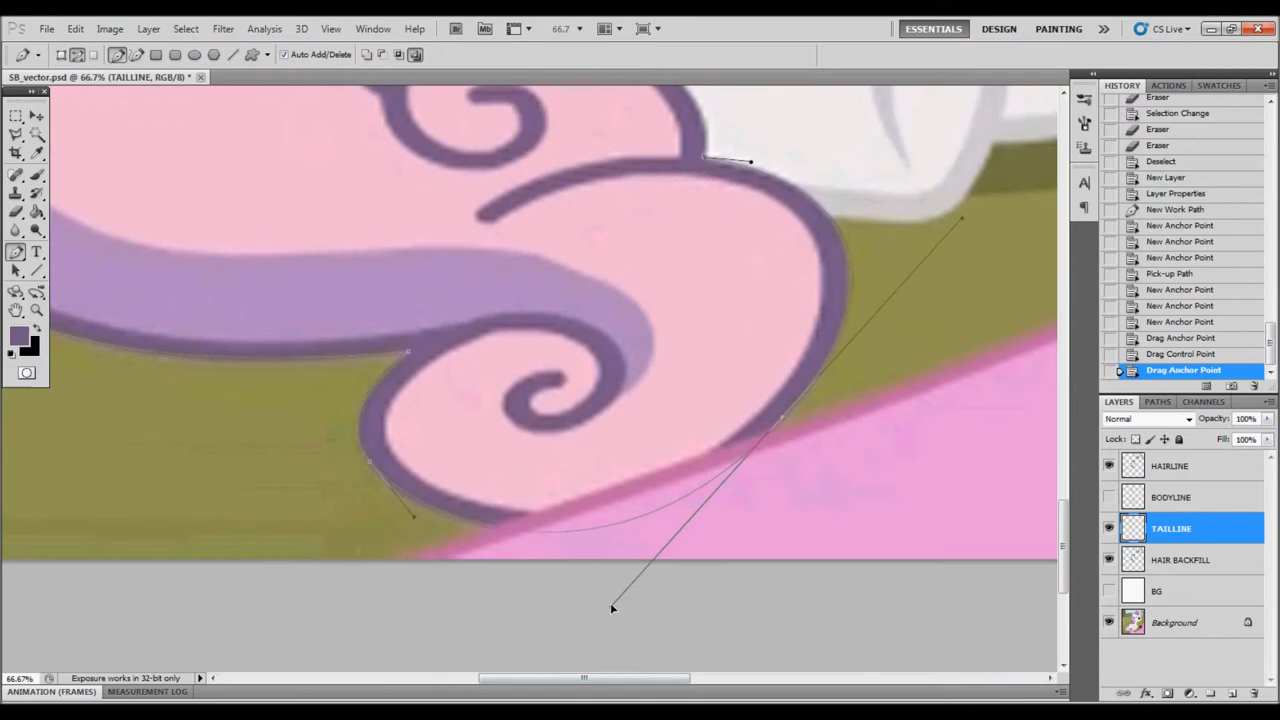 Ps File Edit Image Layer Select Filter Analysis 3D View Window Help Br Mb 66.7 ESSENTIALS DESIGN PAINTING CS Live
Auto Add/Delete
SB_vector.psd @ 66.7% (TAILLINE, RGB/8) *
HISTORY ACTIONS SWATCHES
Eraser
Selection Change
Eraser
Eraser
Deselect
New Layer
Layer Properties
New Work Path
New Anchor Point
New Anchor Point
New Anchor Point
Pick-up Path
New Anchor Point
New Anchor Point
New Anchor Point
Drag Anchor Point
Drag Control Point
Drag Anchor Point
LAYERS PATHS CHANNELS
Normal Opacity: 100%
Lock: Fill: 100%
HAIRLINE
BODYLINE
TAILLINE
HAIR BACKFILL
BG
Background
66.67% Exposure works in 32-bit only
ANIMATION (FRAMES) MEASUREMENT LOG